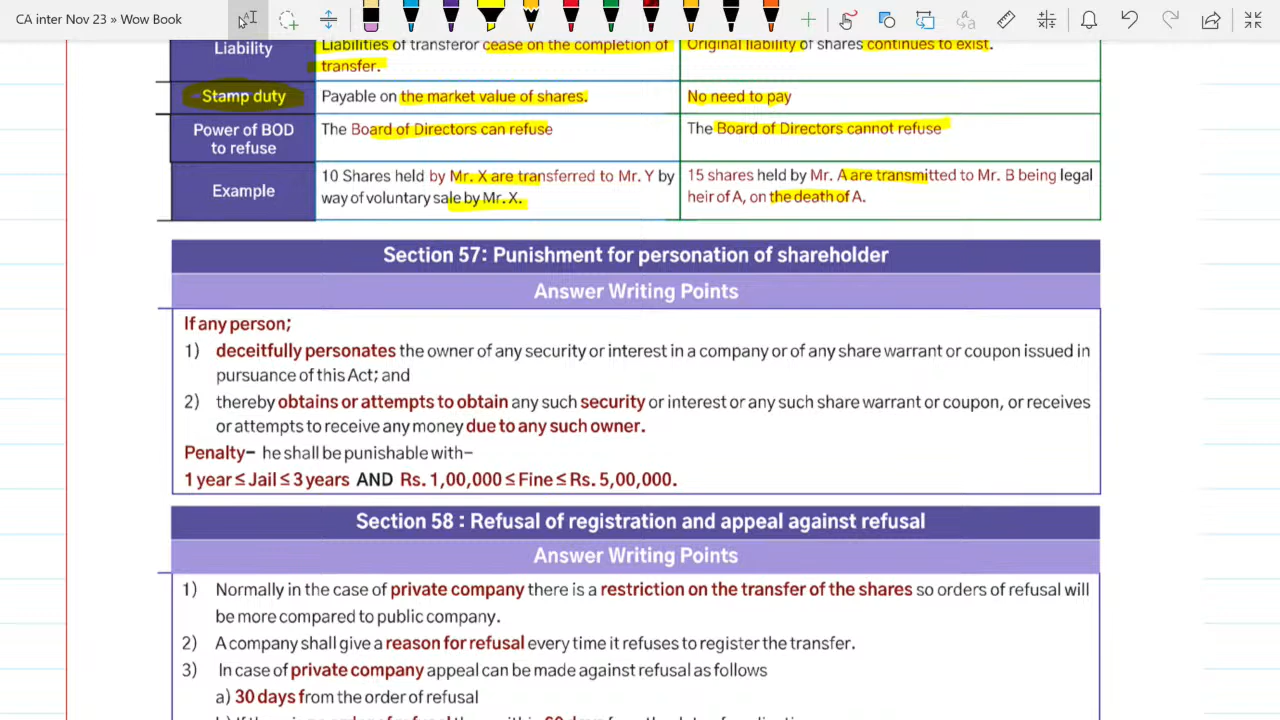 CA inter Nov 23 » Wow Book
Liability
Liabilities of transferor cease on the completion of
transfer.
Original liability of shares continues to exist.
Stamp duty
Payable on the market value of shares.
No need to pay
Power of BOD
to refuse
The Board of Directors can refuse
The Board of Directors cannot refuse
Example
10 Shares held by Mr. X are transferred to Mr. Y by
way of voluntary sale by Mr. X.
15 shares held by Mr. A are transmitted to Mr. B being legal
heir of A, on the death of A.
Section 57: Punishment for personation of shareholder
Answer Writing Points
If any person;
1) deceitfully personates the owner of any security or interest in a company or of any share warrant or coupon issued in
pursuance of this Act; and
2) thereby obtains or attempts to obtain any such security or interest or any such share warrant or coupon, or receives
or attempts to receive any money due to any such owner.
Penalty– he shall be punishable with–
1 year ≤ Jail ≤ 3 years AND Rs. 1,00,000 ≤ Fine ≤ Rs. 5,00,000.
Section 58 : Refusal of registration and appeal against refusal
Answer Writing Points
1) Normally in the case of private company there is a restriction on the transfer of the shares so orders of refusal will
be more compared to public company.
2) A company shall give a reason for refusal every time it refuses to register the transfer.
3) In case of private company appeal can be made against refusal as follows
a) 30 days from the order of refusal